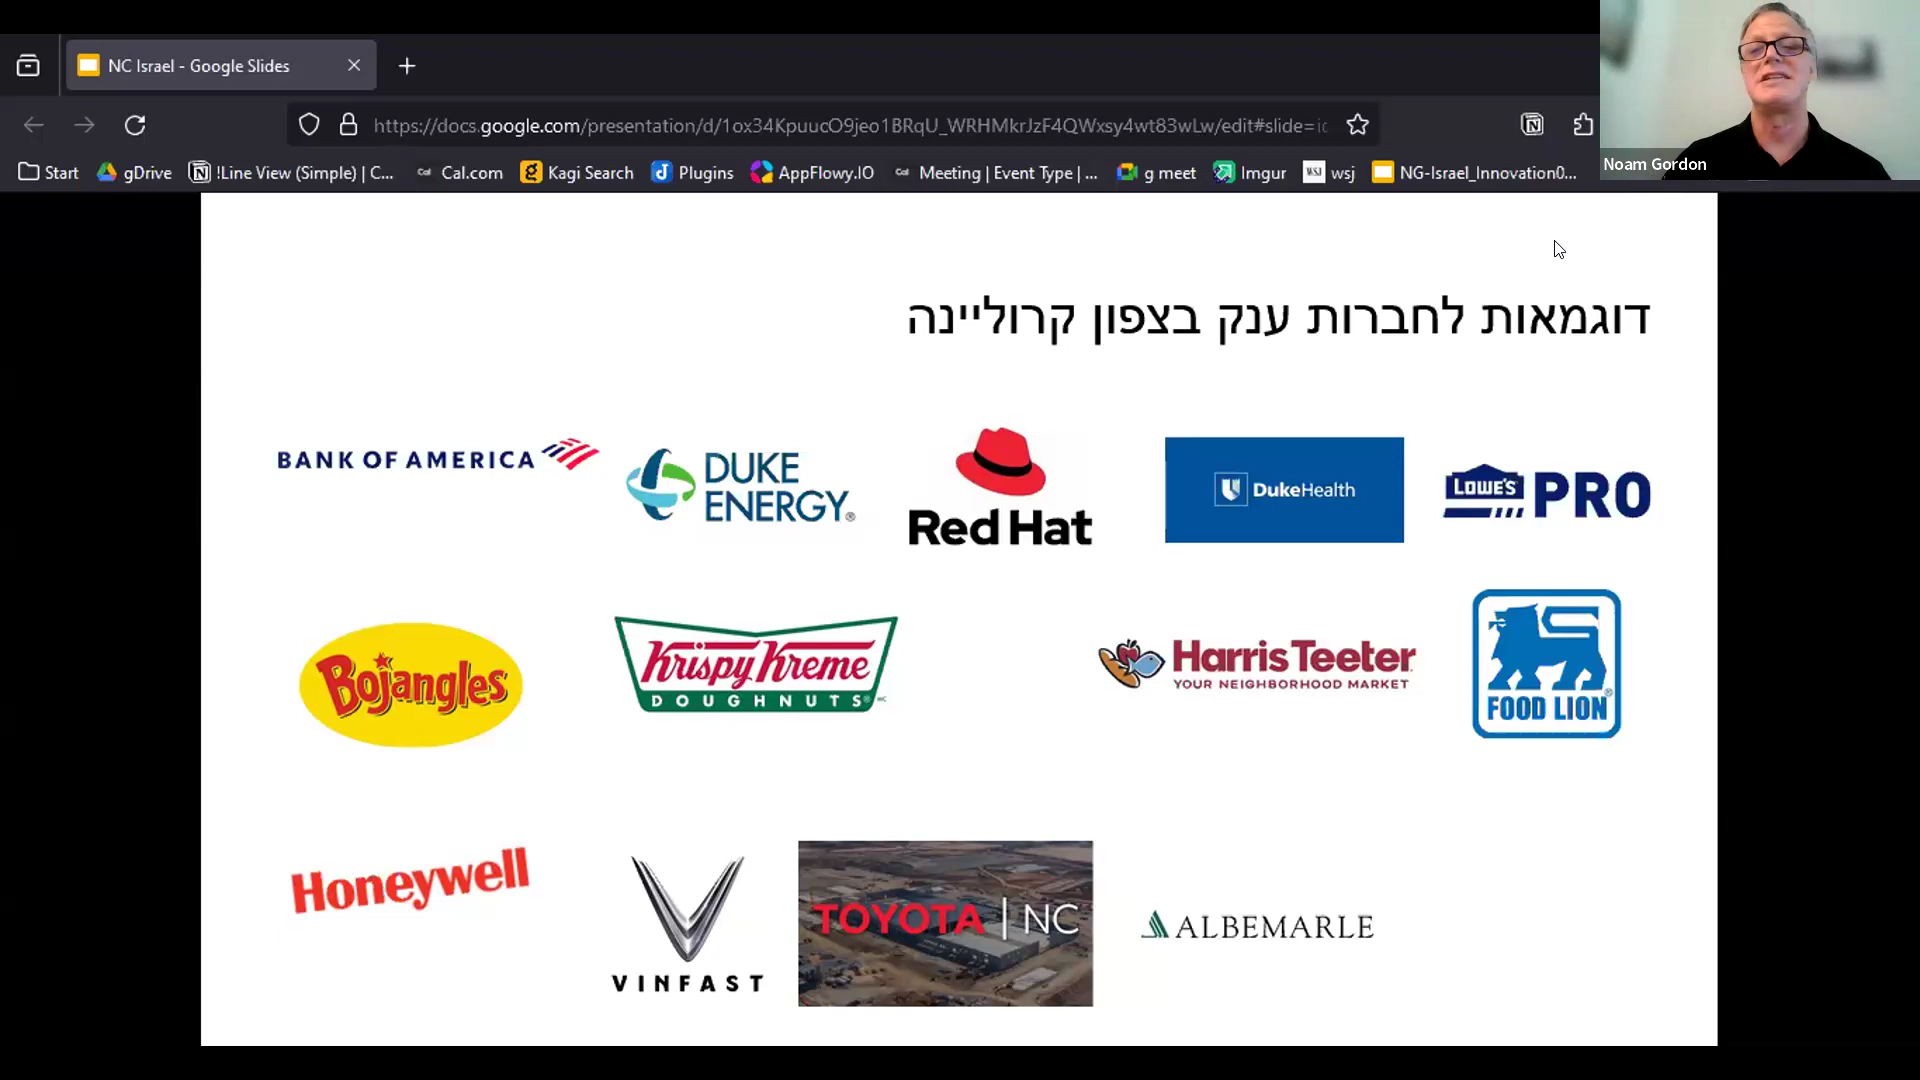 NC Israel - Google Slides
https://docs.google.com/presentation/d/1ox34KpuucO9jeo1BRqU_WRHMkrJzF4QWxsy4wt83wLw/edit#slide=ic
Start gDrive !Line View (Simple) | C... Cal.com Kagi Search Plugins AppFlowy.IO Meeting | Event Type | ... g meet Imgur WSJ wsj NG-Israel_Innovation0...
Noam Gordon
דוגמאות לחברות ענק בצפון קרוליינה
BANK OF AMERICA
DUKE
ENERGY®
Red Hat
DukeHealth
LOWE'S PRO
Bojangles
Krispy Kreme
DOUGHNUTS®
Harris Teeter
YOUR NEIGHBORHOOD MARKET
FOOD LION®
Honeywell
VINFAST
TOYOTA | NC
ALBEMARLE